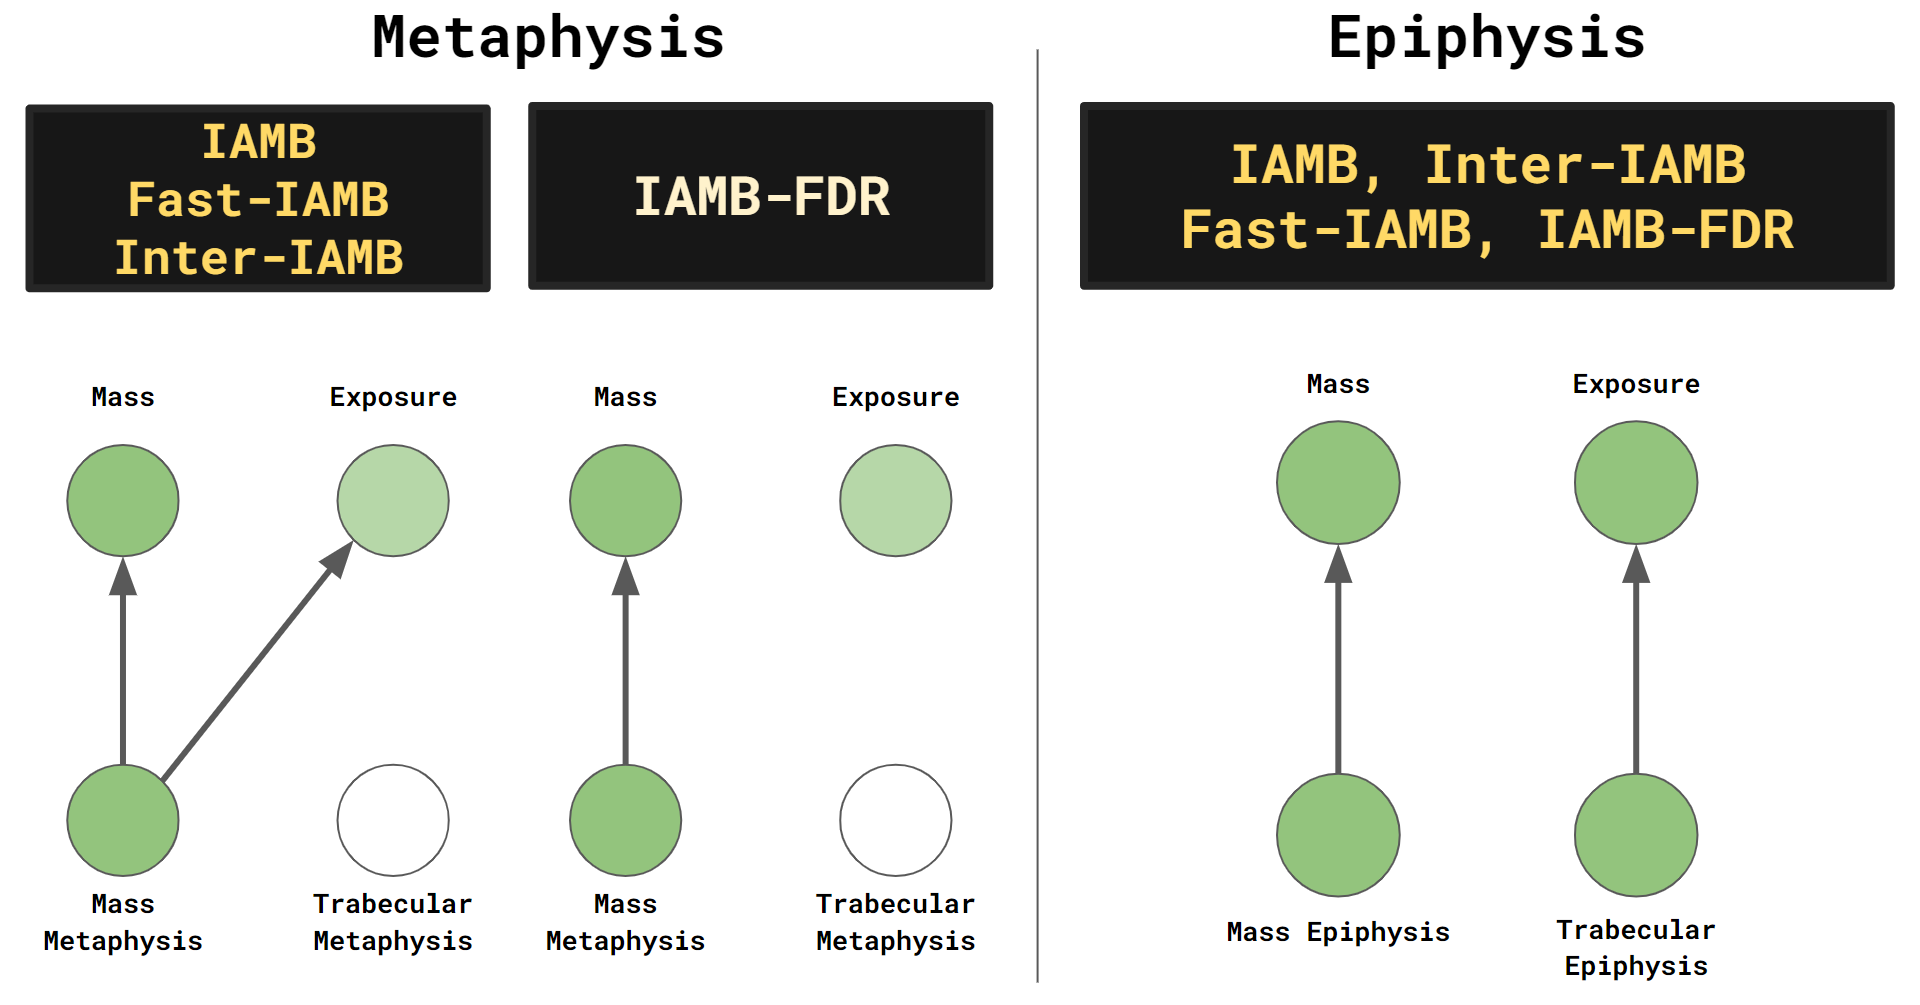 Metaphysis
IAMB
Fast-IAMB
Inter-IAMB
IAMB-FDR
Mass
Exposure
Mass
Exposure
Mass
Metaphysis
Trabecular
Metaphysis
Mass
Metaphysis
Trabecular
Metaphysis
Epiphysis
IAMB, Inter-IAMB
Fast-IAMB, IAMB-FDR
Mass
Exposure
Mass Epiphysis
Trabecular
Epiphysis